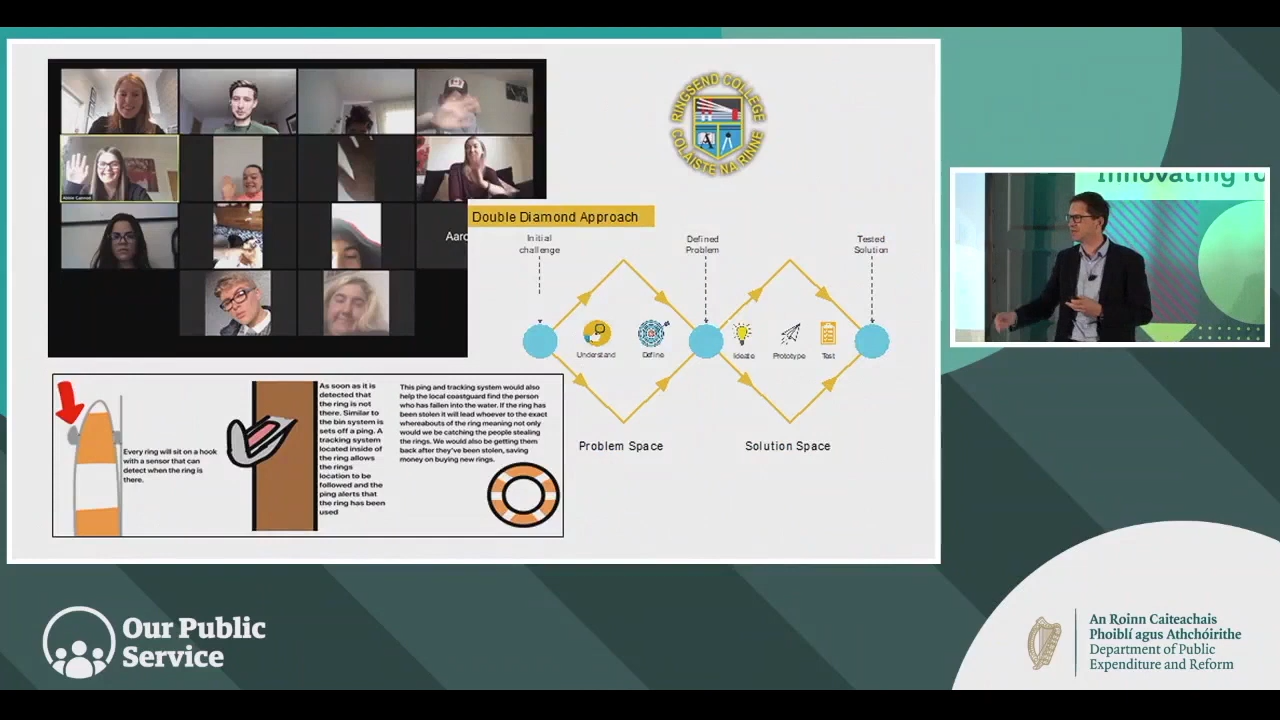 RINGSEND COLLEGE
COLAISTE NA RINNE
Innovating fo
Aarc
Double Diamond Approach
Initial
challenge
Defined
Problem
Tested
Solution
Understand
Define
Ideate
Prototype
Test
Problem Space
Solution Space
Every ring will sit on a hook
with a sensor that can
detect when the ring is
there.
As soon as it is
detected that
the ring is not
there. Similar to
the bin system is
sets off a ping. A
tracking system
located inside of
the ring allows
the rings
location to be
followed and the
ping alerts that
the ring has been
used
This ping and tracking system would also
help the local coastguard find the person
who has fallen into the water. If the ring has
been stolen it will lead whoever to the exact
whereabouts of the ring meaning not only
would we be catching the people stealing
the rings. We would also be getting them
back after they've been stolen, saving
money on buying new rings.
Our Public
Service
An Roinn Caiteachais
Phoiblí agus Athchóirithe
Department of Public
Expenditure and Reform